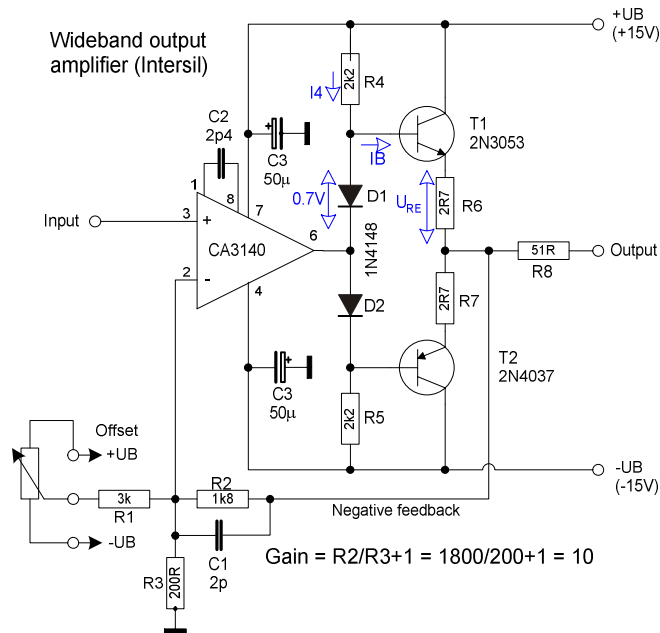 Wideband output
amplifier (Intersil)
+UB
(+15V)
I4
2k2
R4
C2
2p4
+
C3
50μ
T1
2N3053
IB
1
8
7
0.7V
D1
1N4148
U_RE
2R7
R6
Input
3
+
CA3140
6
51R
R8
Output
2
-
4
D2
2R7
R7
+
C3
50μ
T2
2N4037
2k2
R5
Offset
+UB
-UB
(-15V)
3k
R1
R2
1k8
Negative feedback
-UB
C1
2p
R3
200R
Gain = R2/R3+1 = 1800/200+1 = 10